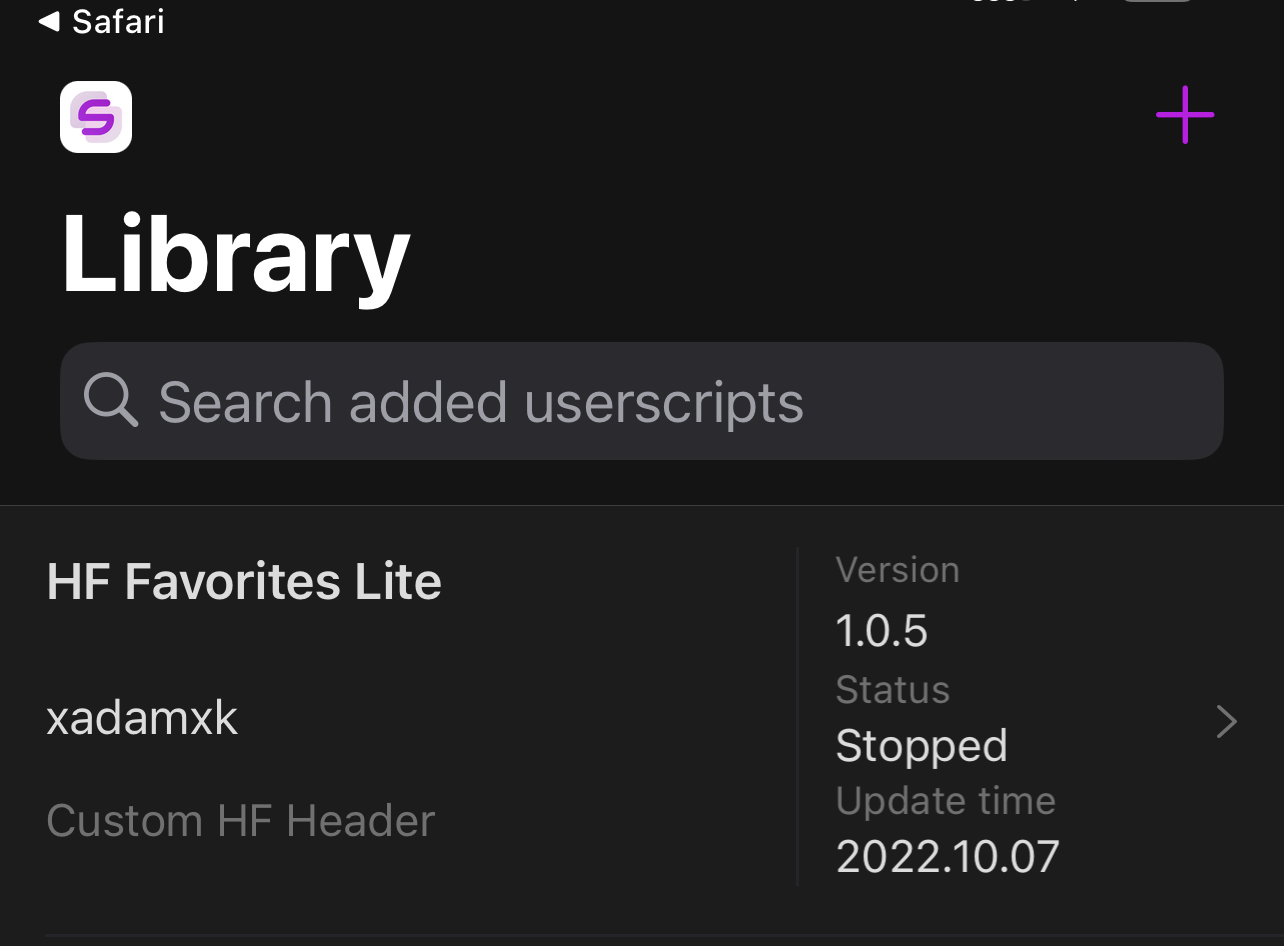 Safari
Library
Search added userscripts
HF Favorites Lite
xadamxk
Custom HF Header
Version
1.0.5
Status
Stopped
Update time
2022.10.07